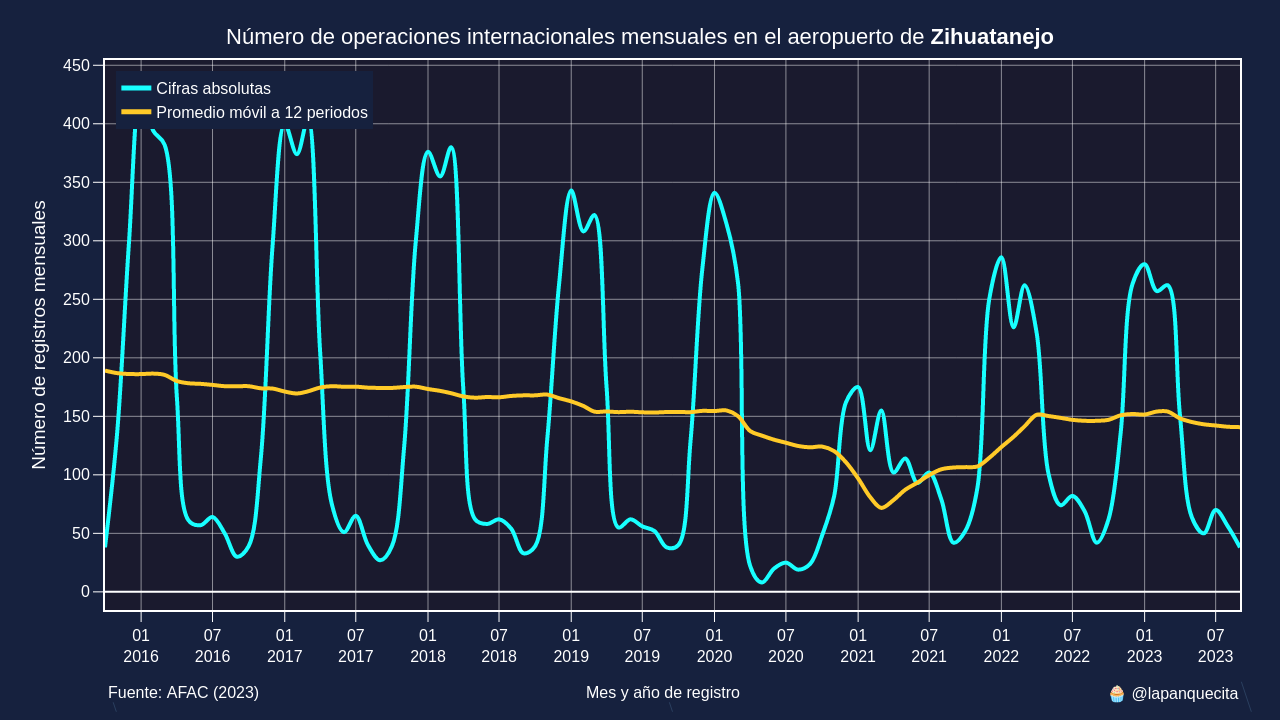 Número de operaciones internacionales mensuales en el aeropuerto de Zihuatanejo
Cifras absolutas
Promedio móvil a 12 periodos
Número de registros mensuales
450
400
350
300
250
200
150
100
50
0
01 07 01 07 01 07 01 07 01 07 01 07 01 07 01 07
2016 2016 2017 2017 2018 2018 2019 2019 2020 2020 2021 2021 2022 2022 2023 2023
Fuente: AFAC (2023)
Mes y año de registro
🧁 @lapanquecita